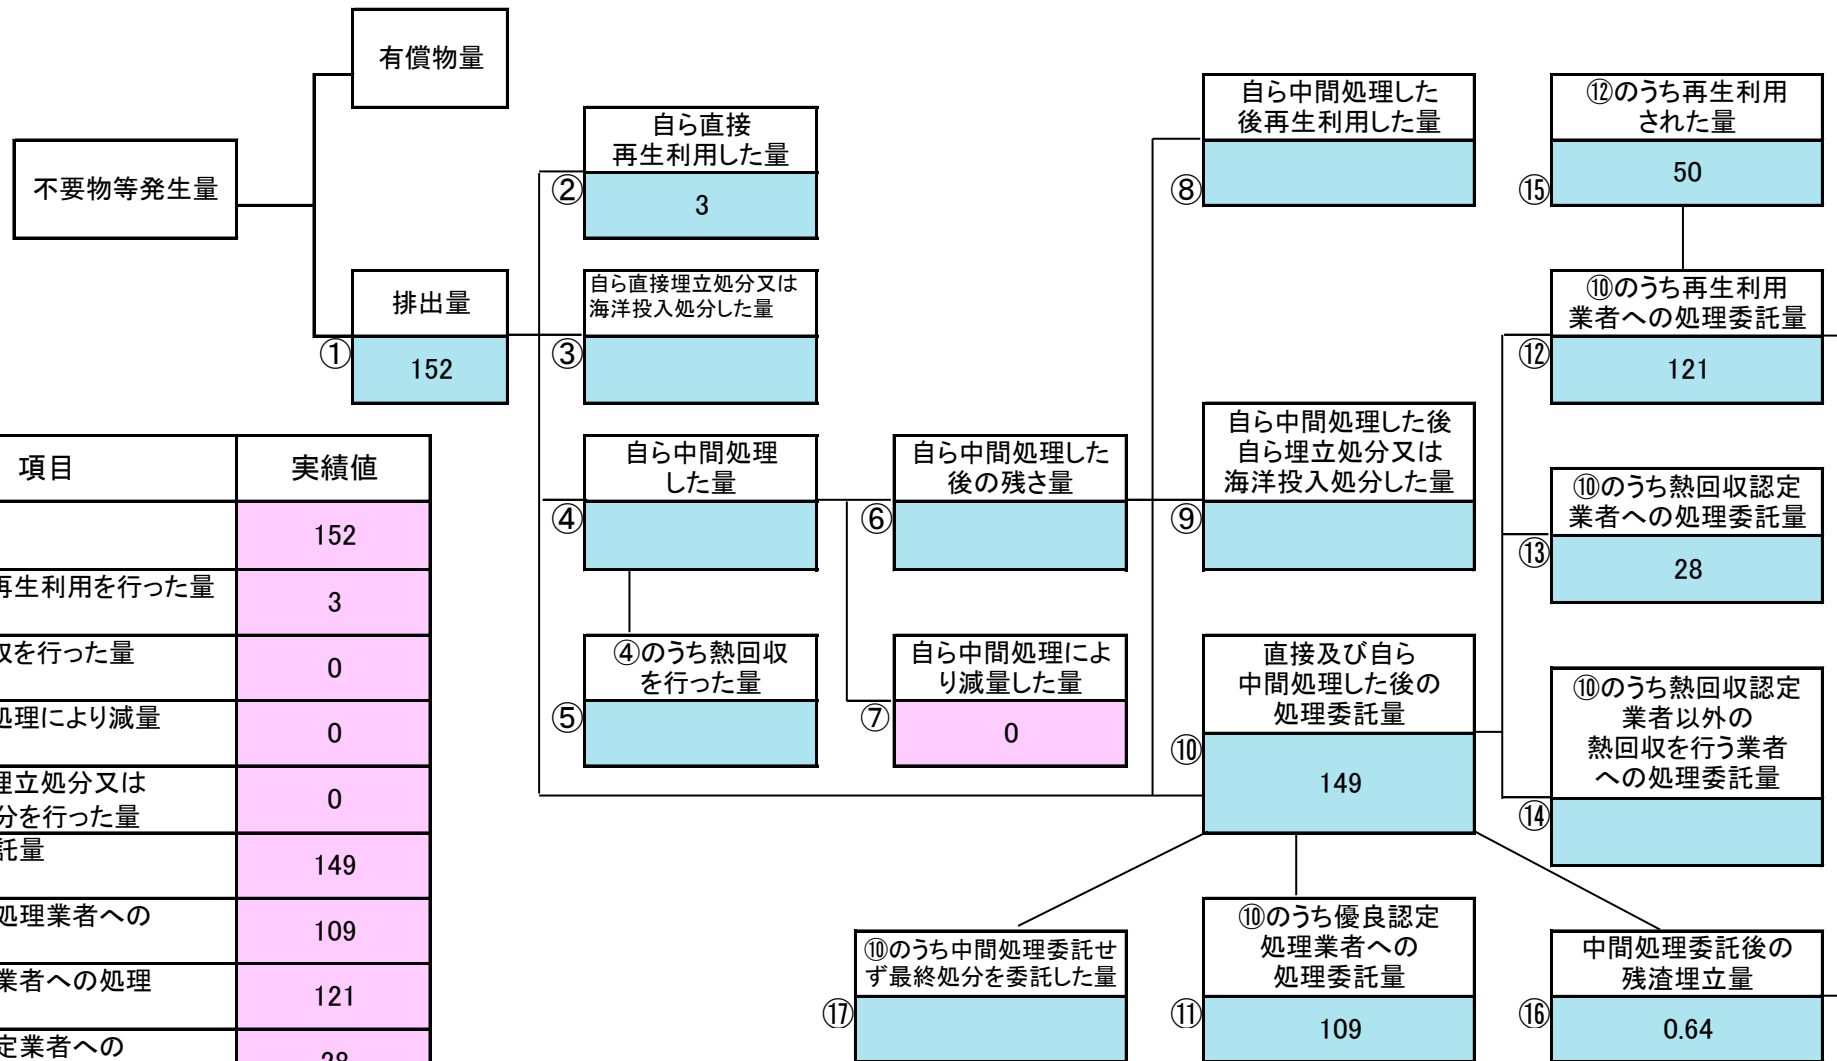 有償物量
不要物等発生量
排出量
①
152
自ら直接
再生利用した量
②
3
自ら直接埋立処分又は
海洋投入処分した量
③
自ら中間処理
した量
④
④のうち熱回収
を行った量
⑤
自ら中間処理した
後の残さ量
⑥
自ら中間処理によ
り減量した量
⑦
0
自ら中間処理した
後再生利用した量
⑧
自ら中間処理した後
自ら埋立処分又は
海洋投入処分した量
⑨
直接及び自ら
中間処理した後の
処理委託量
⑩
149
⑫のうち再生利用
された量
⑮
50
⑩のうち再生利用
業者への処理委託量
⑫
121
⑩のうち熱回収認定
業者への処理委託量
⑬
28
⑩のうち熱回収認定
業者以外の
熱回収を行う業者
への処理委託量
⑭
⑩のうち中間処理委託せ
ず最終処分を委託した量
⑰
⑩のうち優良認定
処理業者への
処理委託量
⑪
109
中間処理委託後の
残渣埋立量
⑯
0.64
項目 実績値
152
再生利用を行った量 3
を行った量 0
処理により減量 0
埋立処分又は
分を行った量 0
託量 149
処理業者への 109
業者への処理 121
定業者への 28